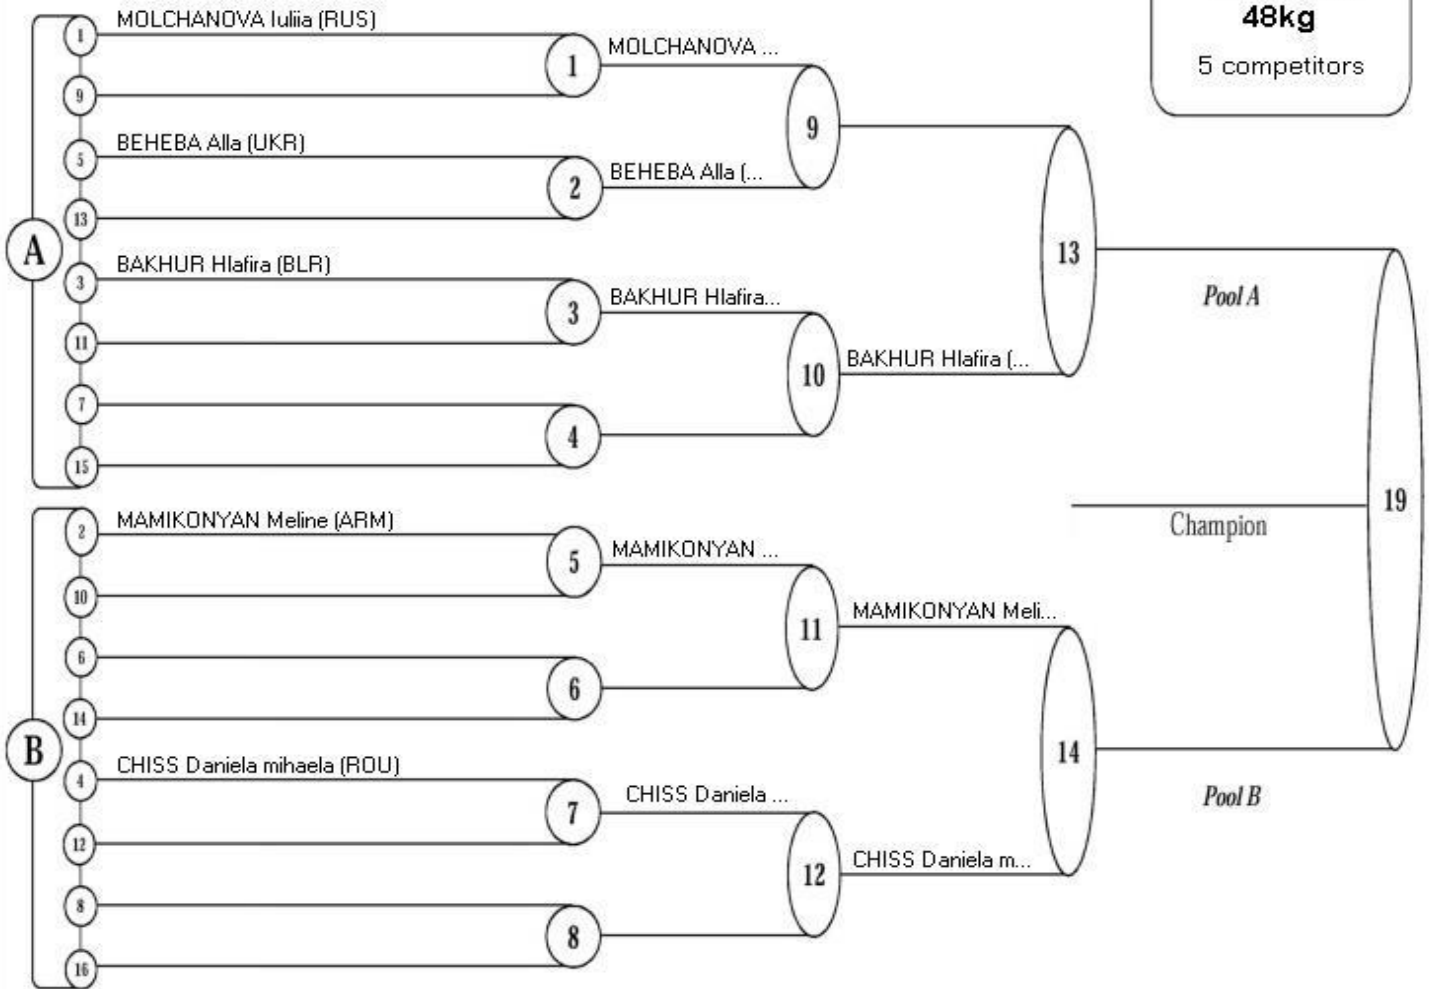 48kg
5 competitors
A
1
MOLCHANOVA Iuliia (RUS)
9
1
MOLCHANOVA ...
5
BEHEBA Alla (UKR)
13
2
BEHEBA Alla (...
9
3
BAKHUR Hlafira (BLR)
11
3
BAKHUR Hlafira...
7
15
4
10
BAKHUR Hlafira (...
13
Pool A
B
2
MAMIKONYAN Meline (ARM)
10
5
MAMIKONYAN ...
6
14
6
11
MAMIKONYAN Meli...
4
CHISS Daniela mihaela (ROU)
12
7
CHISS Daniela ...
8
16
8
12
CHISS Daniela m...
14
Pool B
19
Champion